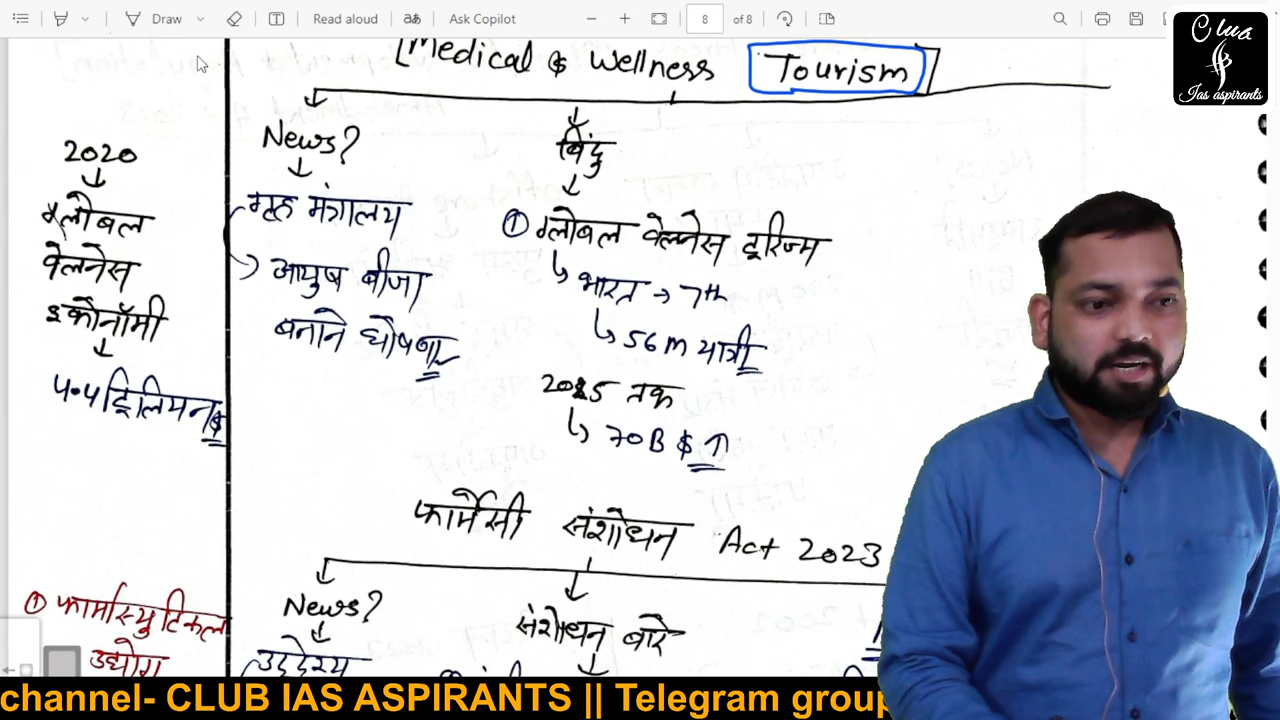 Draw
Read aloud
Ask Copilot
8
of 8
Club
Ias aspirants
[Medical & Wellness Tourism]
News?
गृह मंत्रालय
आयुष वीजा
बनाने घोषणा
बिंदु
① ग्लोबल वेलनेस टूरिज्म
भारत → 7th
56 m यात्री
2025 तक
70 B $ ↑
2020
ग्लोबल
वेलनेस
इकोनॉमी
4.4 ट्रिलियन $
फार्मेसी संशोधन Act 2023
News?
उद्देश्य
संशोधन बारे
① फार्मास्युटिकल
उद्योग
channel- CLUB IAS ASPIRANTS || Telegram group